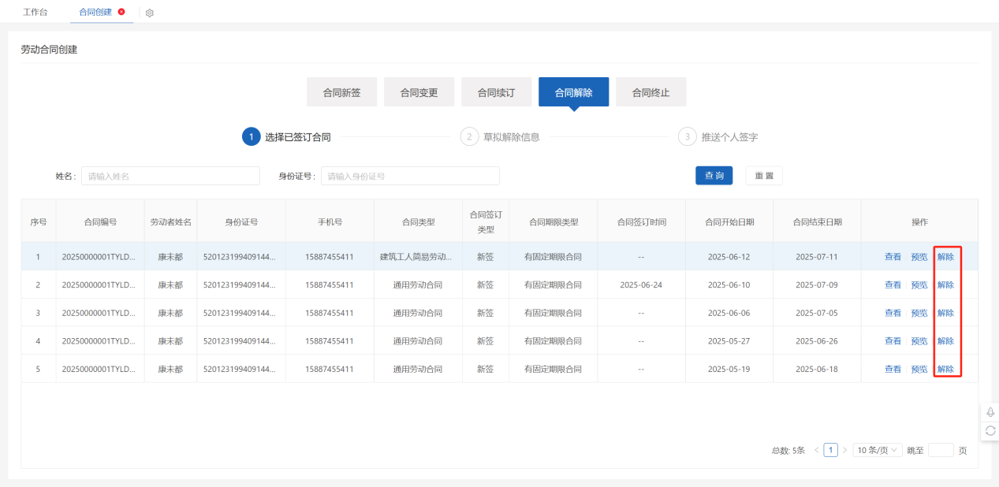 工作台 合同创建
劳动合同创建
合同新签 合同变更 合同续订 合同解除 合同终止
1 选择已签订合同 2 草拟解除信息 3 推送个人签字
姓名: 请输入姓名 身份证号: 请输入身份证号 查询 重置
序号 合同编号 劳动者姓名 身份证号 手机号 合同类型 合同签订类型 合同期限类型 合同签订时间 合同开始日期 合同结束日期 操作
1 20250000001TYLD... 康未都 520123199409144... 15887455411 建筑工人简易劳动... 新签 有固定期限合同 -- 2025-06-12 2025-07-11 查看 预览 解除
2 20250000001TYLD... 康未都 520123199409144... 15887455411 通用劳动合同 新签 有固定期限合同 2025-06-24 2025-06-10 2025-07-09 查看 预览 解除
3 20250000001TYLD... 康未都 520123199409144... 15887455411 通用劳动合同 新签 有固定期限合同 -- 2025-06-06 2025-07-05 查看 预览 解除
4 20250000001TYLD... 康未都 520123199409144... 15887455411 通用劳动合同 新签 有固定期限合同 -- 2025-05-27 2025-06-26 查看 预览 解除
5 20250000001TYLD... 康未都 520123199409144... 15887455411 通用劳动合同 新签 有固定期限合同 -- 2025-05-19 2025-06-18 查看 预览 解除
总数: 5条 < 1 > 10 条/页 跳至 页